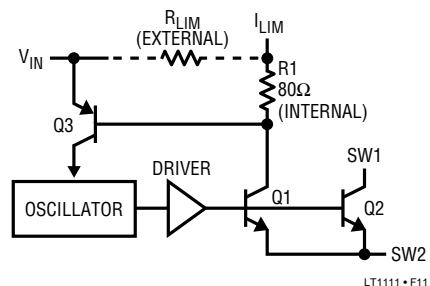 R_LIM
(EXTERNAL)
I_LIM
V_IN
R1
80Ω
(INTERNAL)
Q3
DRIVER
SW1
OSCILLATOR
Q1
Q2
SW2
LT1111 • F11